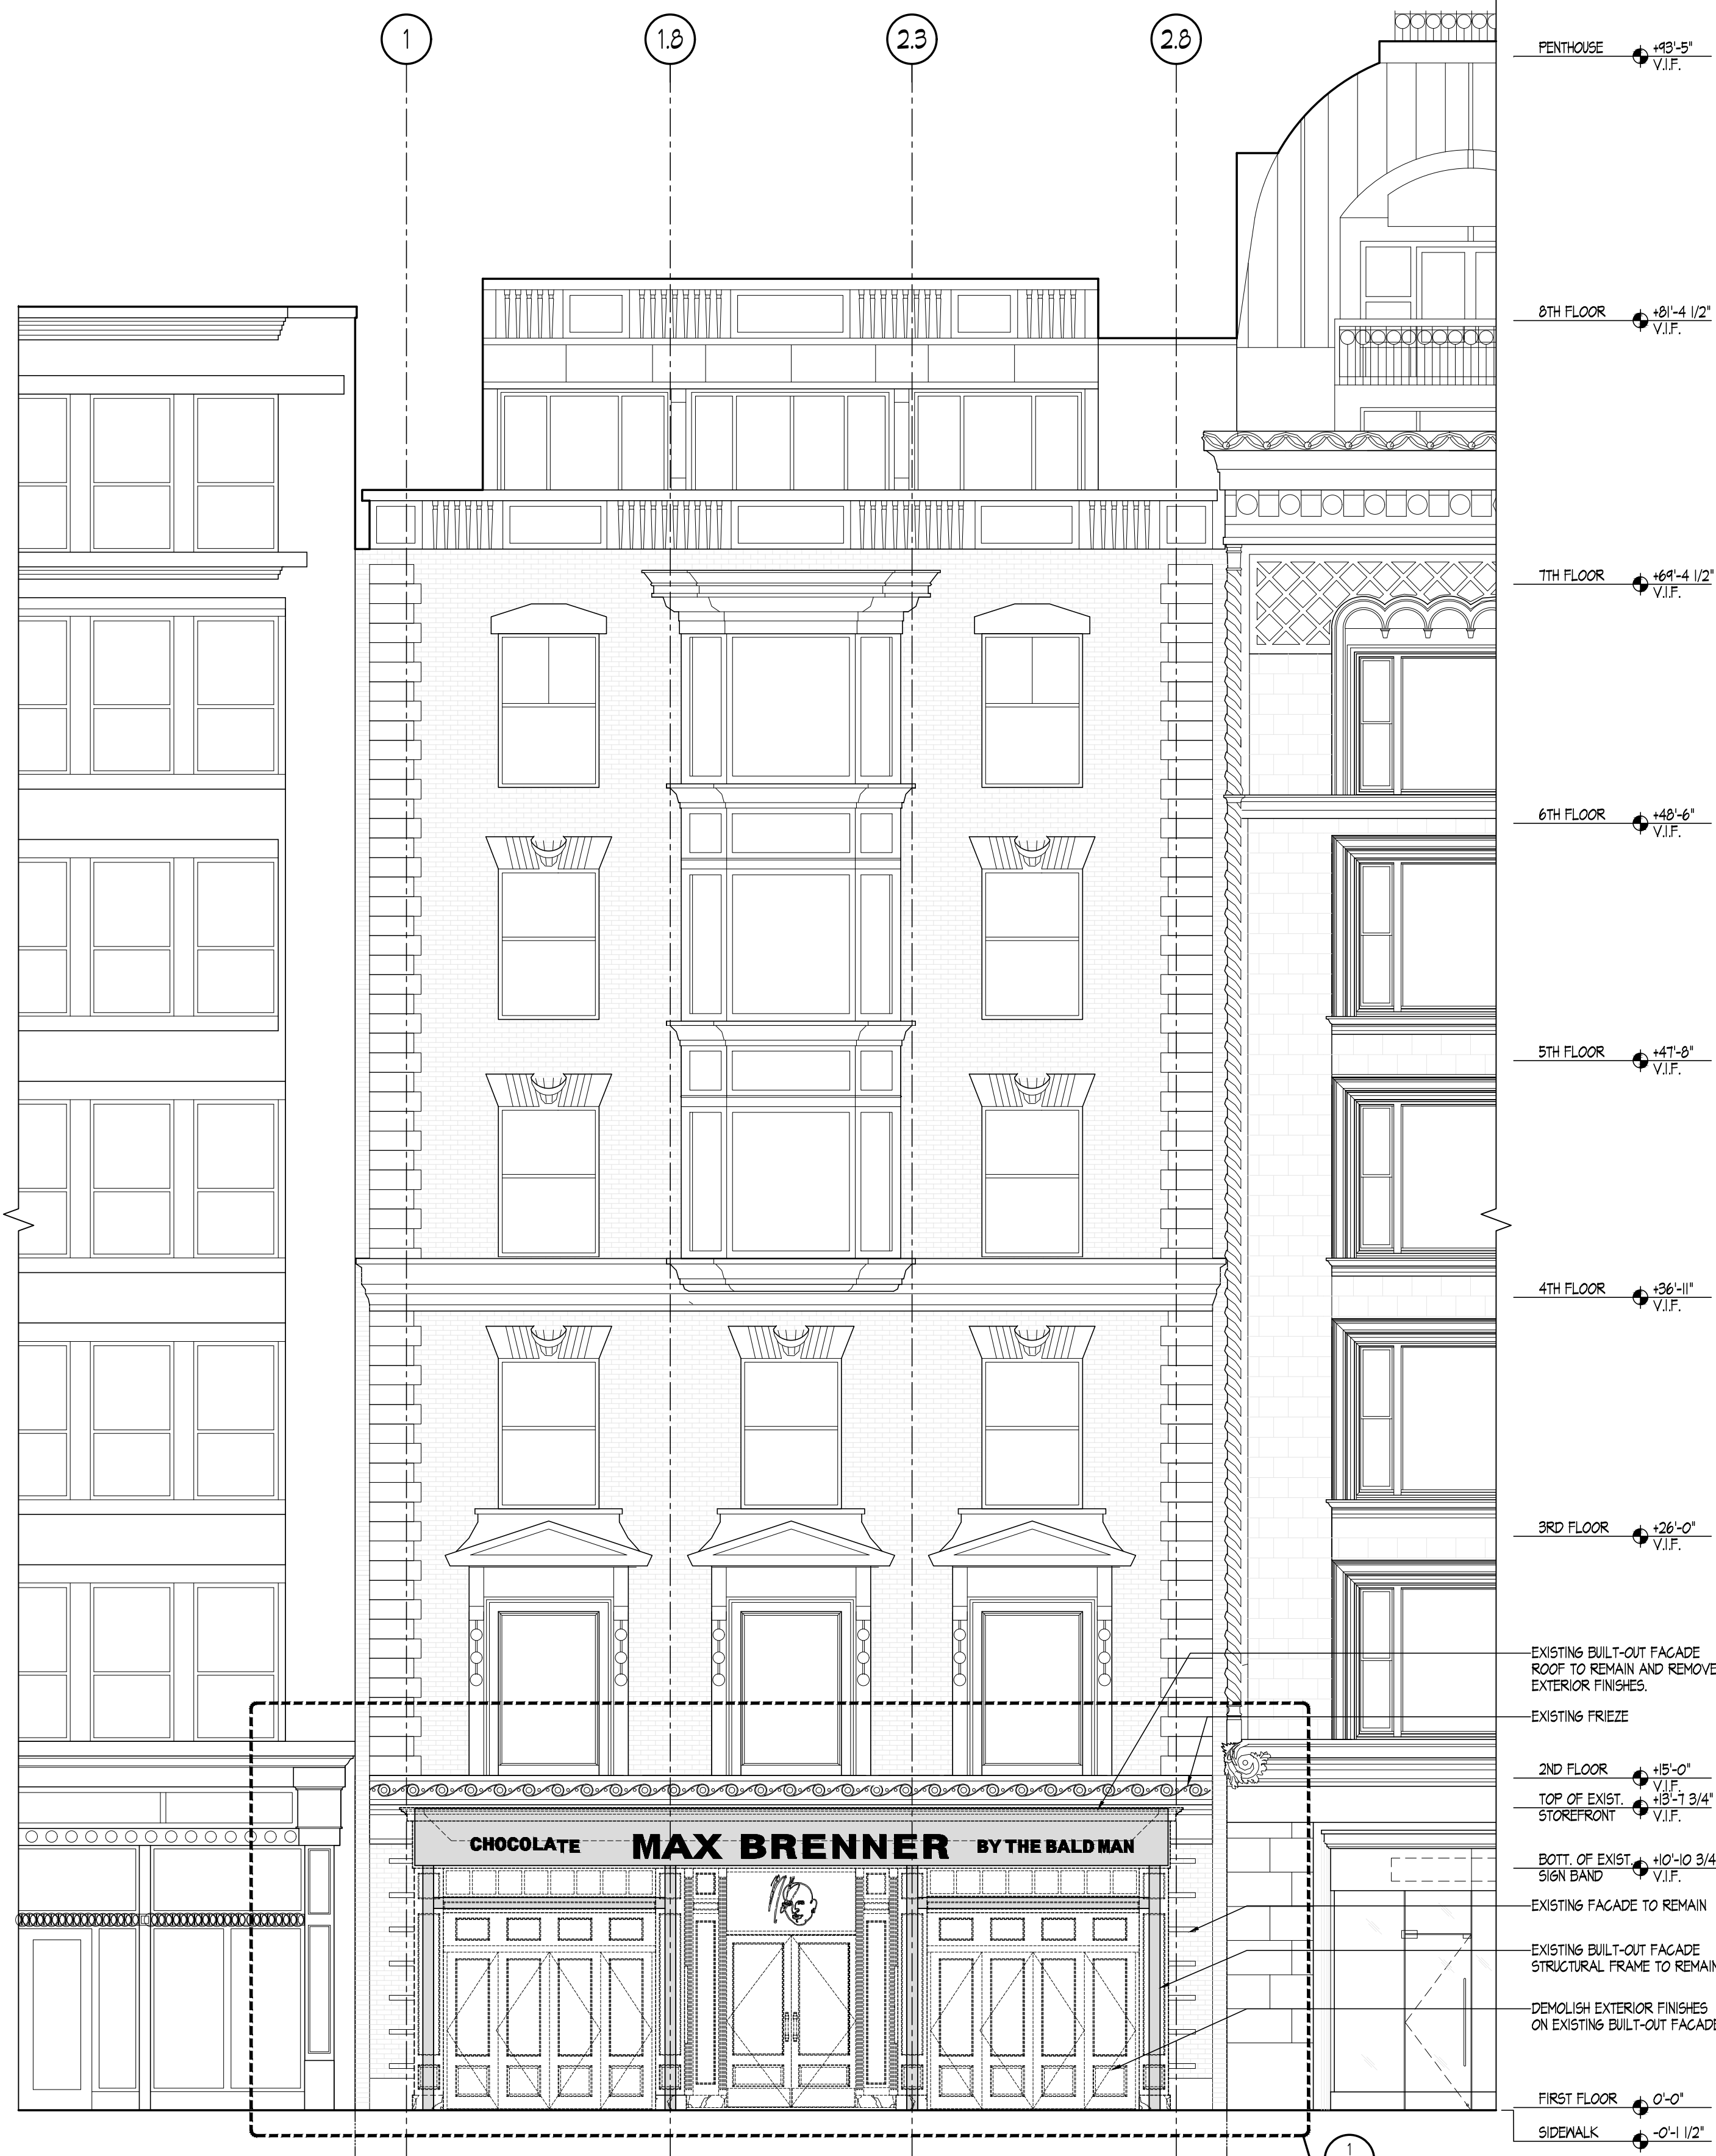 1
1.8
2.3
2.8
PENTHOUSE +93'-5"
V.I.F.
8TH FLOOR +81'-4 1/2"
V.I.F.
7TH FLOOR +69'-4 1/2"
V.I.F.
6TH FLOOR +48'-6"
V.I.F.
5TH FLOOR +47'-8"
V.I.F.
4TH FLOOR +36'-11"
V.I.F.
3RD FLOOR +26'-0"
V.I.F.
EXISTING BUILT-OUT FACADE
ROOF TO REMAIN AND REMOVE
EXTERIOR FINISHES.
EXISTING FRIEZE
2ND FLOOR +15'-0"
V.I.F.
TOP OF EXIST. +13'-7 3/4"
STOREFRONT V.I.F.
CHOCOLATE MAX BRENNER BY THE BALD MAN
BOTT. OF EXIST. +10'-10 3/4
SIGN BAND V.I.F.
EXISTING FACADE TO REMAIN
EXISTING BUILT-OUT FACADE
STRUCTURAL FRAME TO REMAIN
DEMOLISH EXTERIOR FINISHES
ON EXISTING BUILT-OUT FACADE
FIRST FLOOR 0'-0"
SIDEWALK -0'-1 1/2"
1